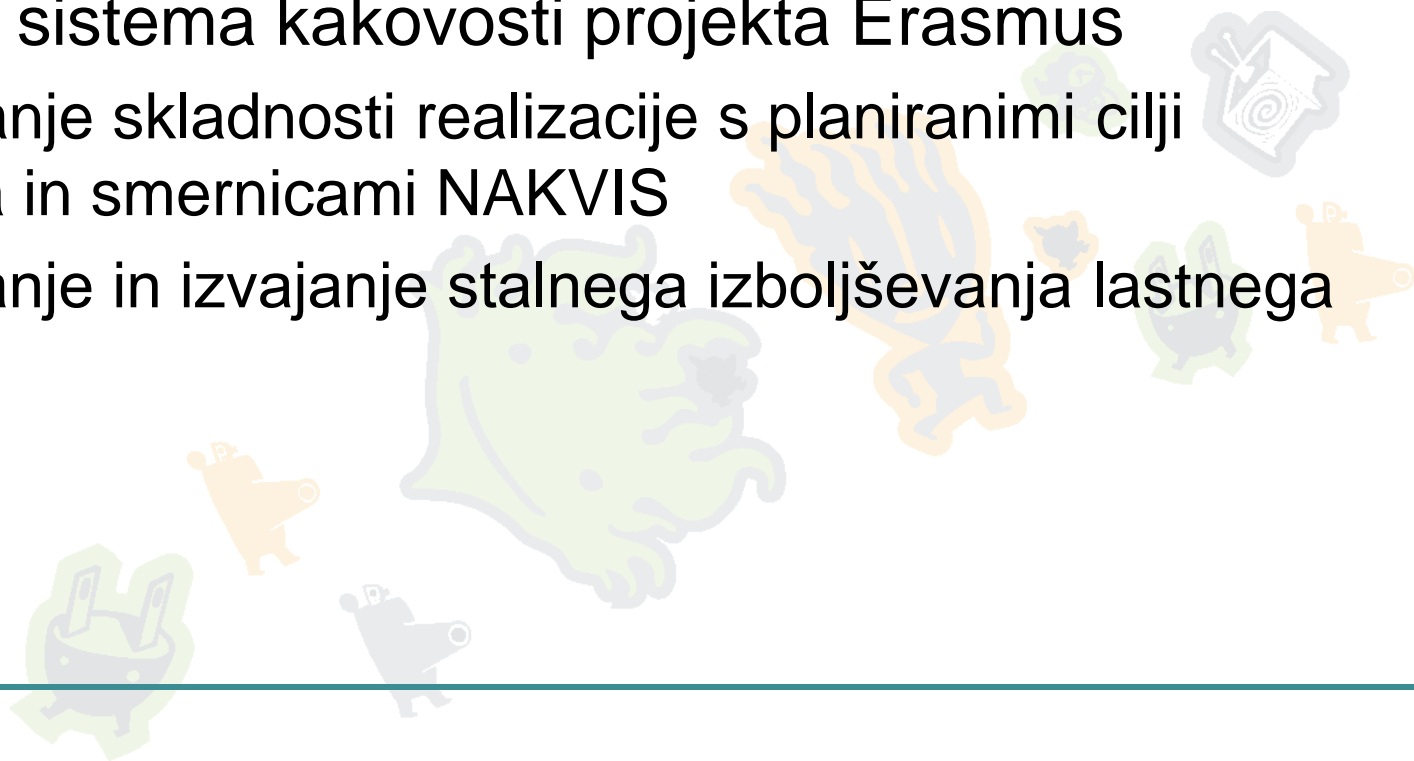 sistema kakovosti projekta Erasmus
anje skladnosti realizacije s planiranimi cilji
a in smernicami NAKVIS
anje in izvajanje stalnega izboljševanja lastnega